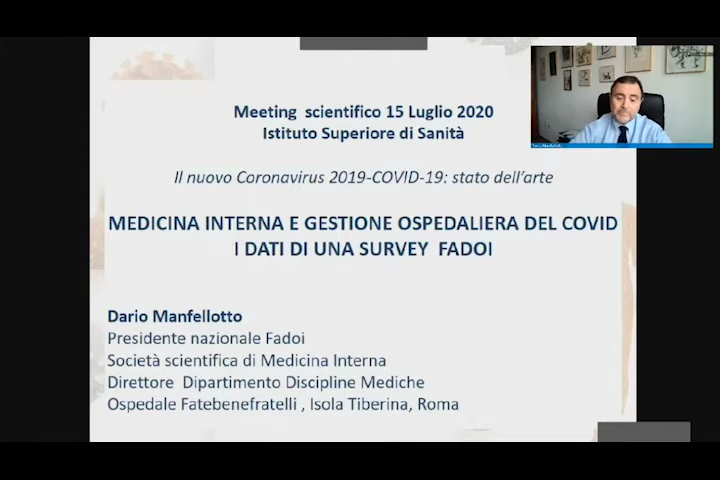 Meeting scientifico 15 Luglio 2020
Istituto Superiore di Sanità
Il nuovo Coronavirus 2019-COVID-19: stato dell'arte
MEDICINA INTERNA E GESTIONE OSPEDALIERA DEL COVID
I DATI DI UNA SURVEY FADOI
Dario Manfellotto
Presidente nazionale Fadoi
Società scientifica di Medicina Interna
Direttore Dipartimento Discipline Mediche
Ospedale Fatebenefratelli , Isola Tiberina, Roma
Dario Manfellotto